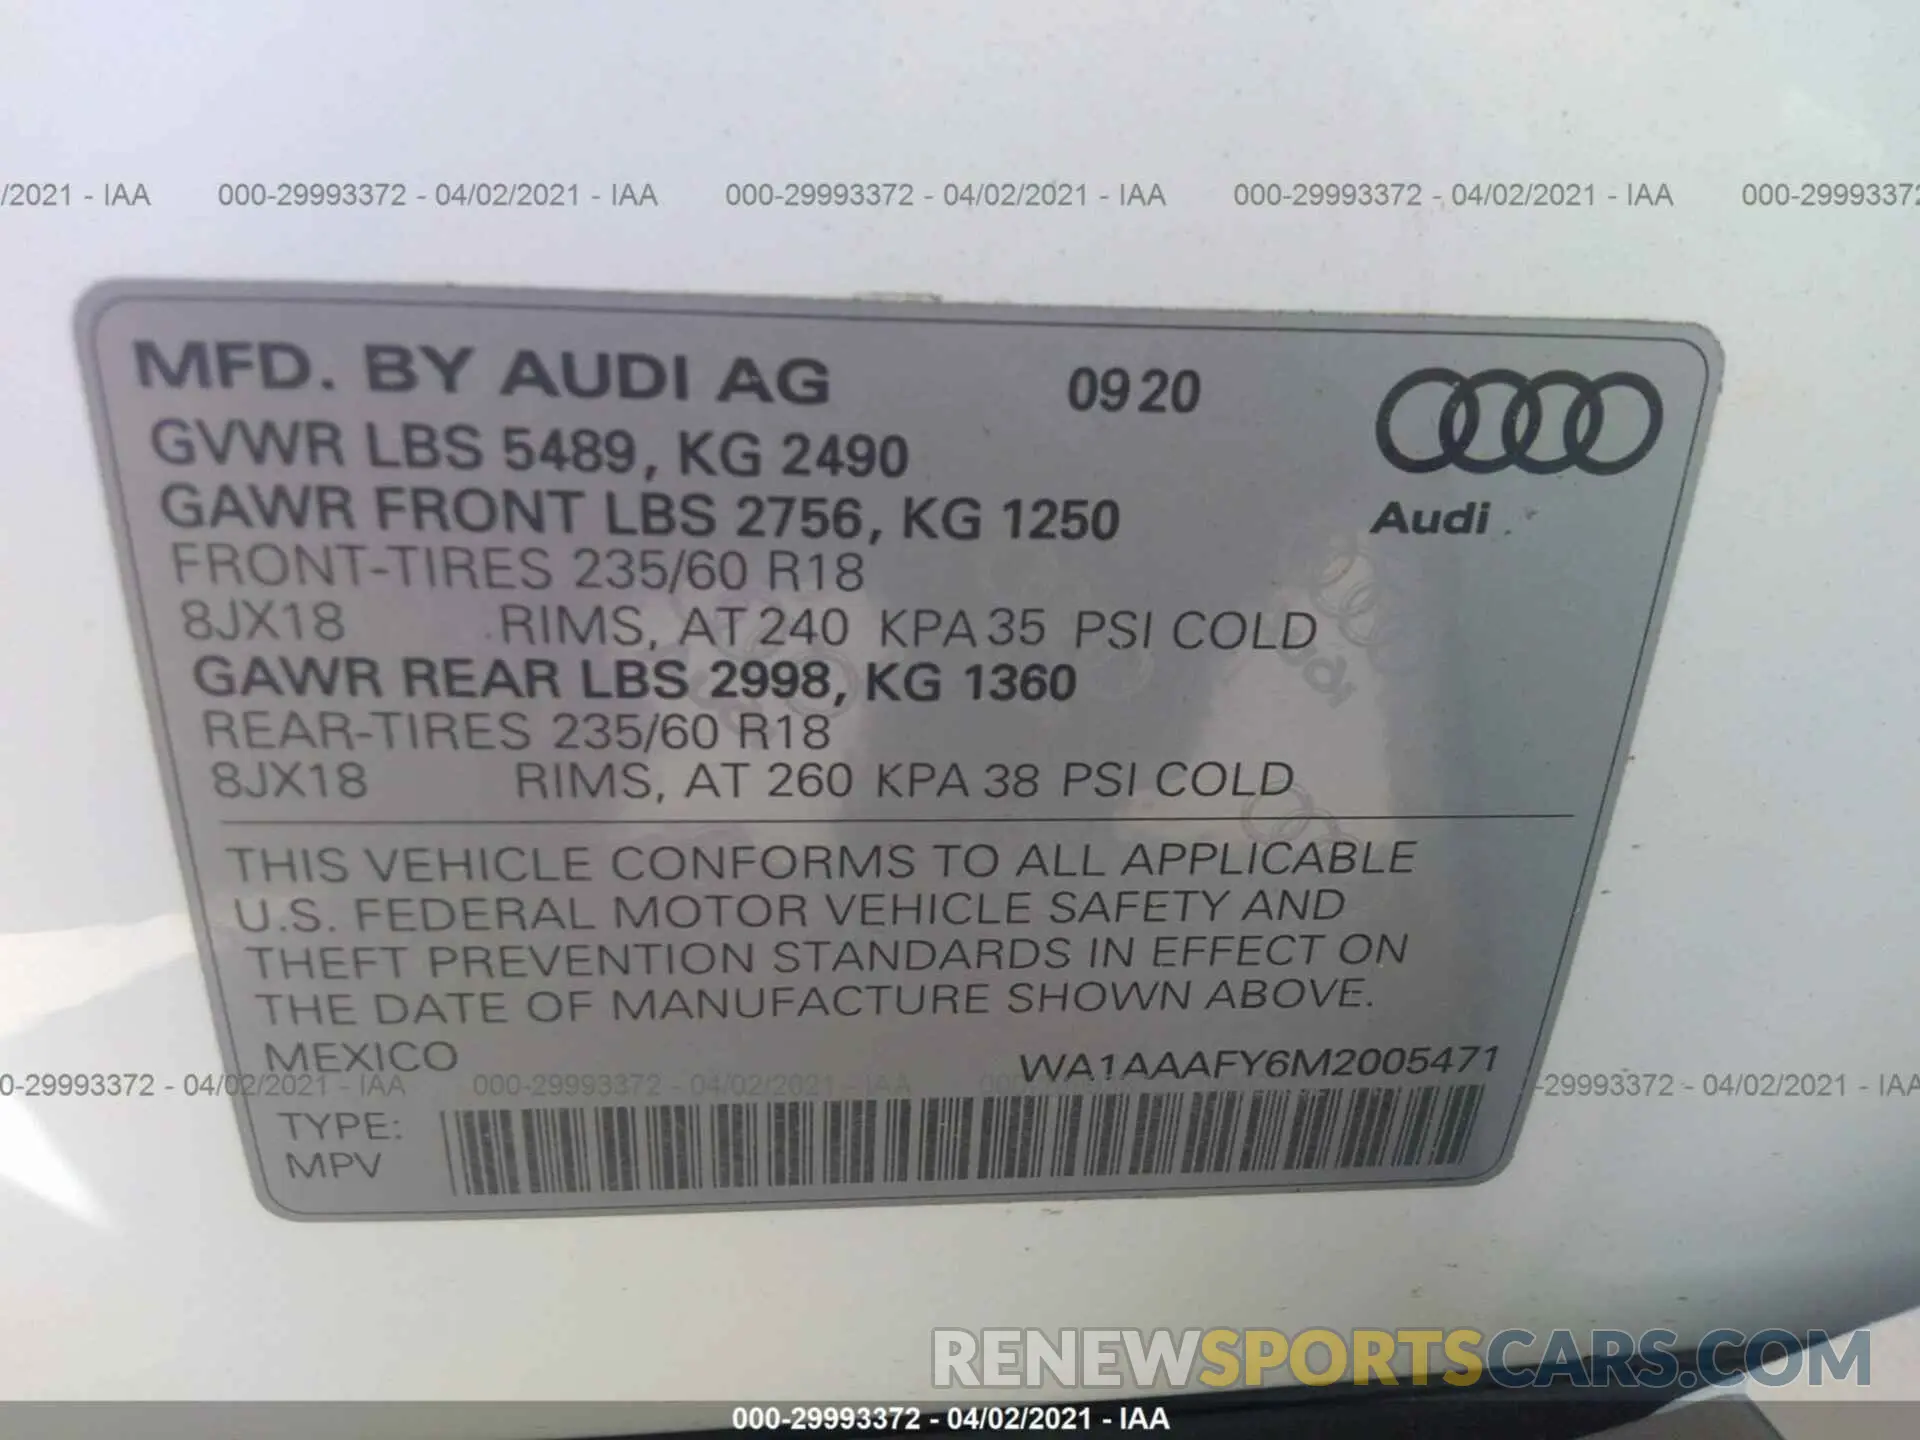 /2021 - IAA 000-29993372 - 04/02/2021 - IAA 000-29993372 - 04/02/2021 - IAA 000-29993372 - 04/02/2021 - IAA 000-29993372
MFD. BY AUDI AG 09 20
GVWR LBS 5489, KG 2490
GAWR FRONT LBS 2756, KG 1250
Audi
FRONT-TIRES 235/60 R18
8JX18 RIMS, AT 240 KPA 35 PSI COLD
GAWR REAR LBS 2998, KG 1360
REAR-TIRES 235/60 R18
8JX18 RIMS, AT 260 KPA 38 PSI COLD
THIS VEHICLE CONFORMS TO ALL APPLICABLE
U.S. FEDERAL MOTOR VEHICLE SAFETY AND
THEFT PREVENTION STANDARDS IN EFFECT ON
THE DATE OF MANUFACTURE SHOWN ABOVE.
MEXICO WA1AAAFY6M2005471
0-29993372 - 04/02/2021 - IAA 000-29993372 - 04/02/2021 - IAA -29993372 - 04/02/2021 - IAA
TYPE:
MPV
RENEWSPORTSCARS.COM
000-29993372 - 04/02/2021 - IAA